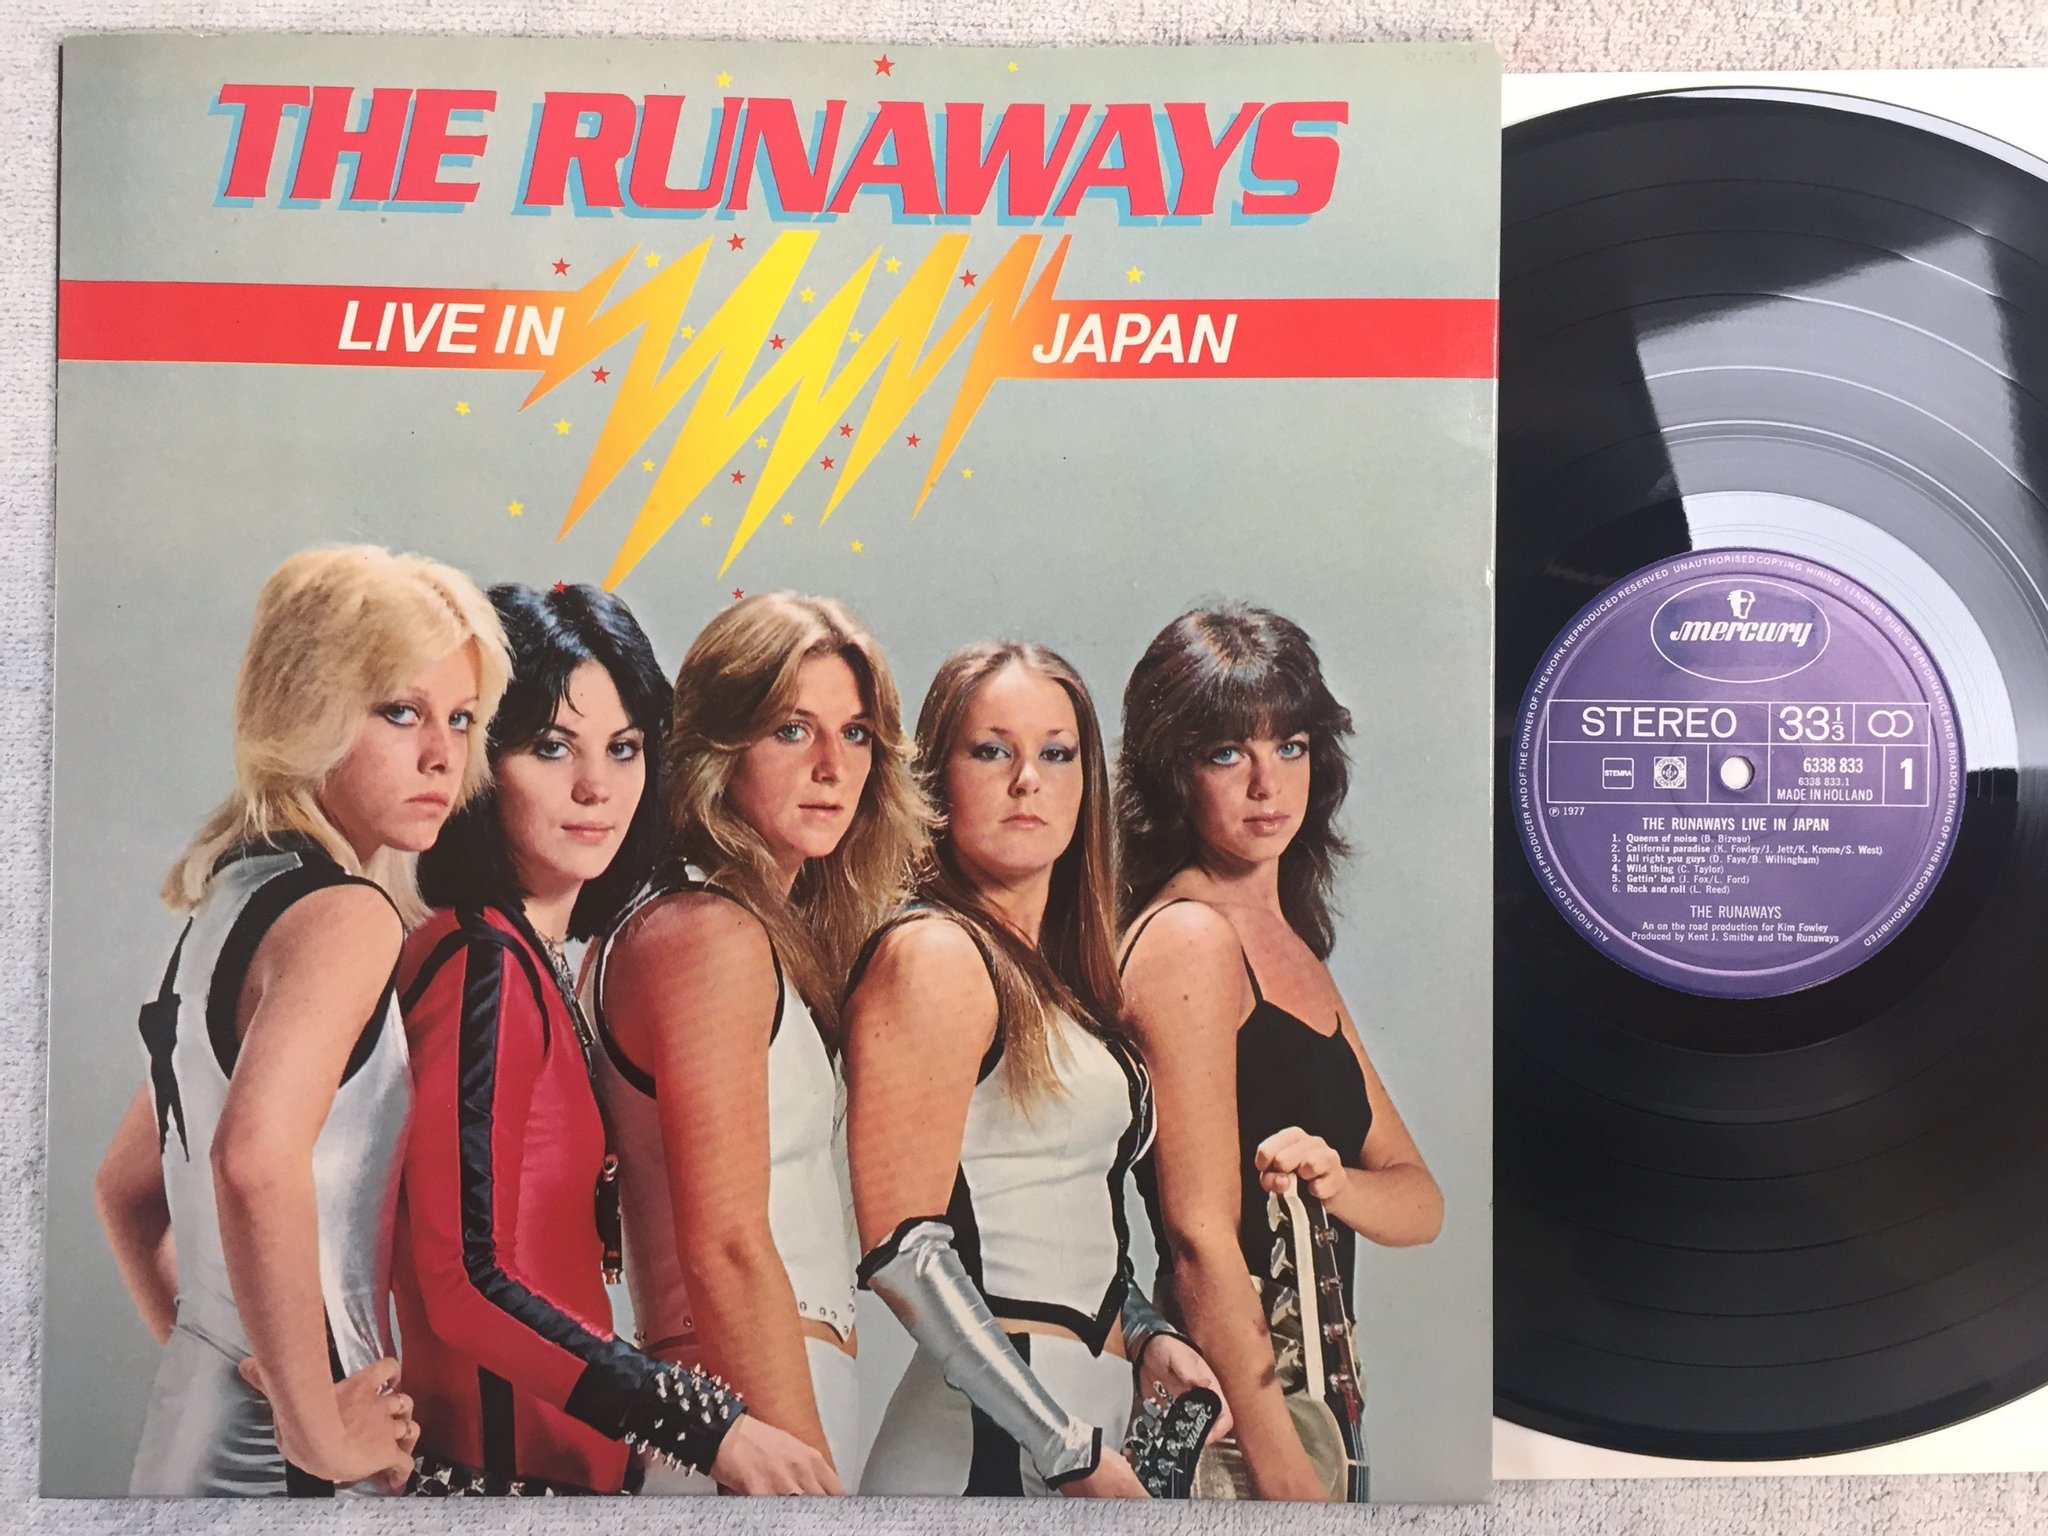 THE RUNAWAYS
LIVE IN JAPAN
ALL RIGHTS OF THE PRODUCER AND OF THE OWNER OF THE WORK REPRODUCED RESERVED UNAUTHORISED COPYING HIRING LENDING PUBLIC PERFORMANCE AND BROADCASTING OF THIS RECORD PROHIBITED
mercury
STEREO 33 1/3
STEMRA
6338 833
6338 833.1
MADE IN HOLLAND
1
℗ 1977
THE RUNAWAYS LIVE IN JAPAN
1. Queens of noise (B. Bizeau)
2. California paradise (K. Fowley/J. Jett/K. Krome/S. West)
3. All right you guys (D. Faye/B. Willingham)
4. Wild thing (C. Taylor)
5. Gettin' hot (J. Fox/L. Ford)
6. Rock and roll (L. Reed)
THE RUNAWAYS
An on the road production for Kim Fowley
Produced by Kent J. Smithe and The Runaways
HAMER